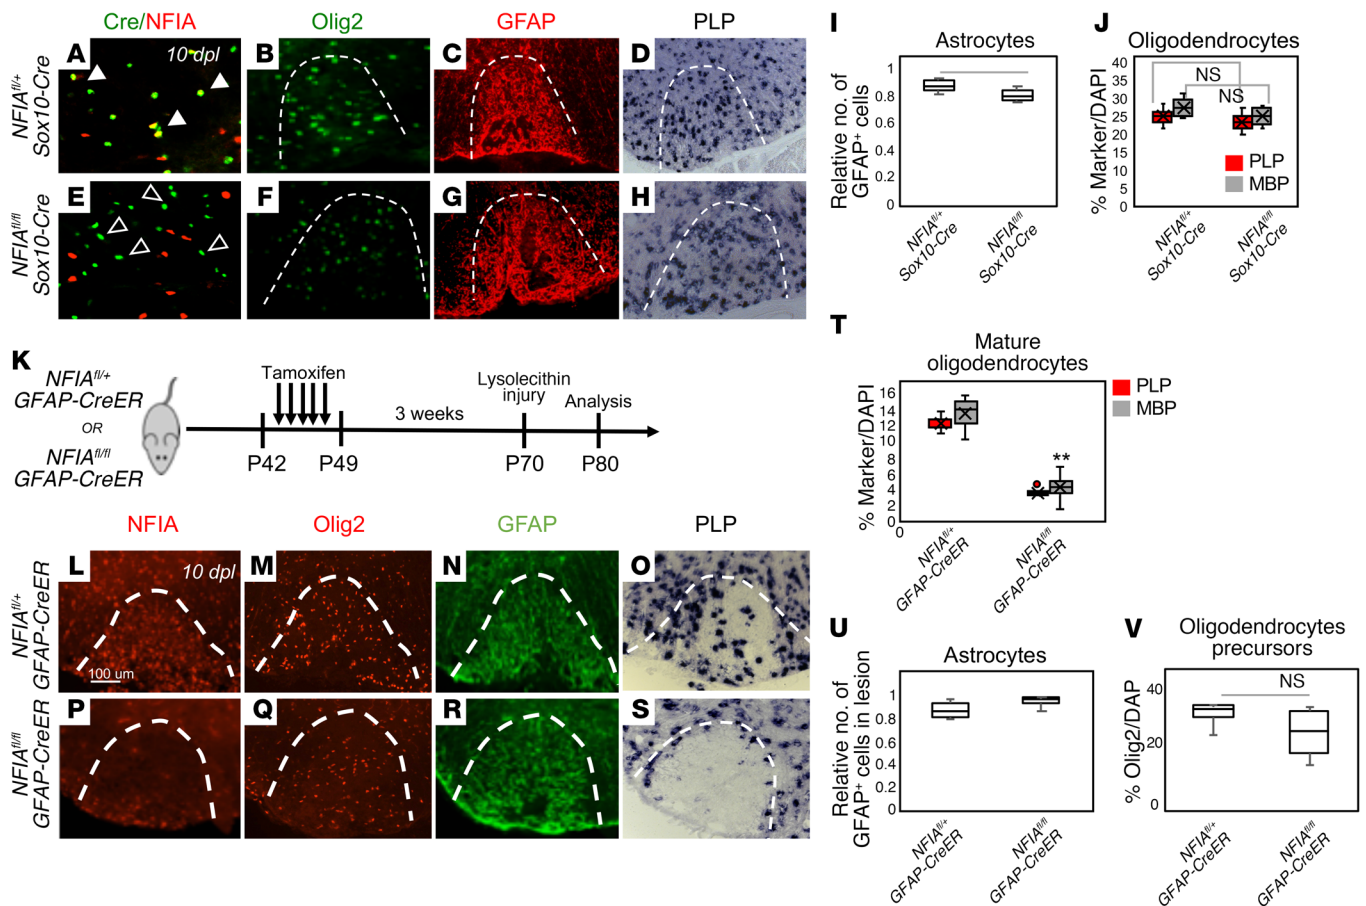 Cre/NFIA Olig2 GFAP PLP
NFIAfl/+
Sox10-Cre
A 10 dpl B C D
NFIAfl/fl
Sox10-Cre
E F G H
I
Astrocytes
Relative no. of
GFAP+ cells
1
0.8
0.6
0.4
0.2
0
NFIAfl/+
Sox10-Cre
NFIAfl/fl
Sox10-Cre
J
Oligodendrocytes
% Marker/DAPI
40
35
30
25
20
15
10
5
0
NS
NS
PLP
MBP
NFIAfl/+
Sox10-Cre
NFIAfl/fl
Sox10-Cre
K
NFIAfl/+
GFAP-CreER
OR
NFIAfl/fl
GFAP-CreER
Tamoxifen
3 weeks
Lysolecithin
injury
Analysis
P42 P49 P70 P80
NFIA Olig2 GFAP PLP
NFIAfl/+
GFAP-CreER
L 10 dpl M N O
100 um
NFIAfl/fl
GFAP-CreER
P Q R S
T
Mature
oligodendrocytes
% Marker/DAPI
16
14
12
10
8
6
4
2
0
0
**
PLP
MBP
NFIAfl/+
GFAP-CreER
NFIAfl/fl
GFAP-CreER
U
Astrocytes
Relative no. of
GFAP+ cells in lesion
1
0.8
0.6
0.4
0.2
0
NFIAfl/+
GFAP-CreER
NFIAfl/fl
GFAP-CreER
V
Oligodendrocytes
precursors
% Olig2/DAP
40
20
0
NS
NFIAfl/+
GFAP-CreER
NFIAfl/fl
GFAP-CreER